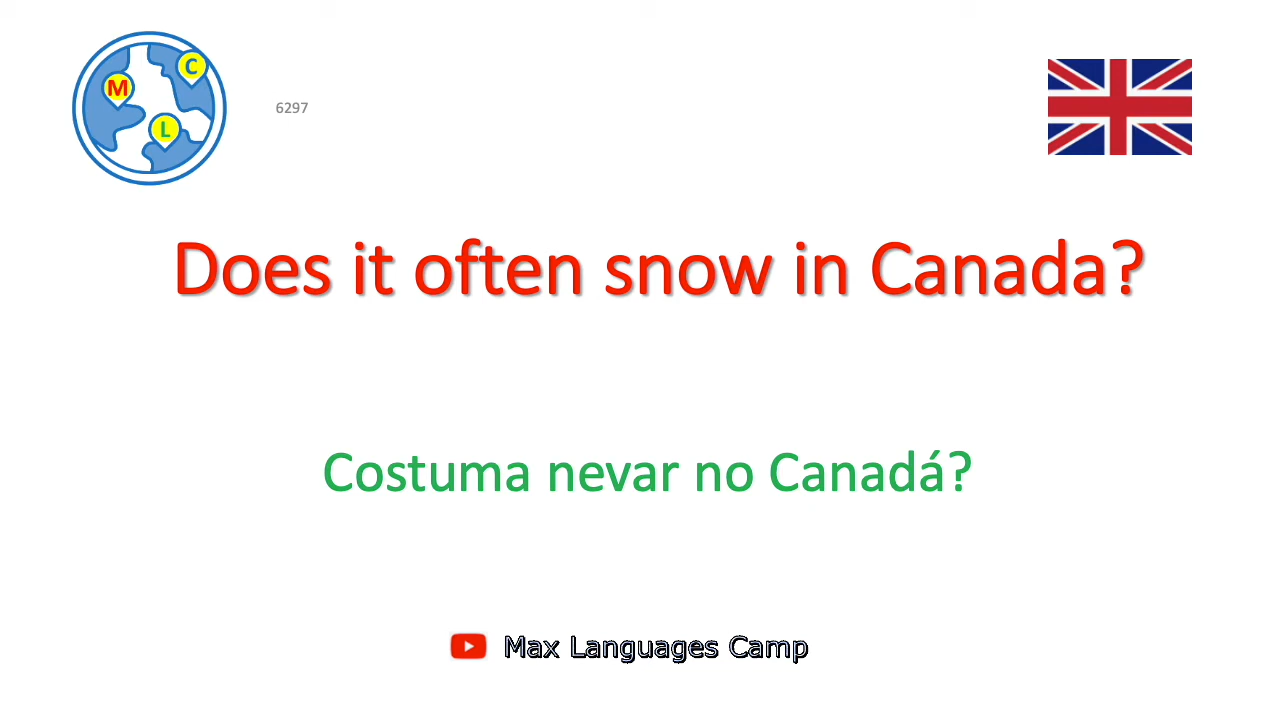 M
C
L
6297
Does it often snow in Canada?
Costuma nevar no Canadá?
Max Languages Camp